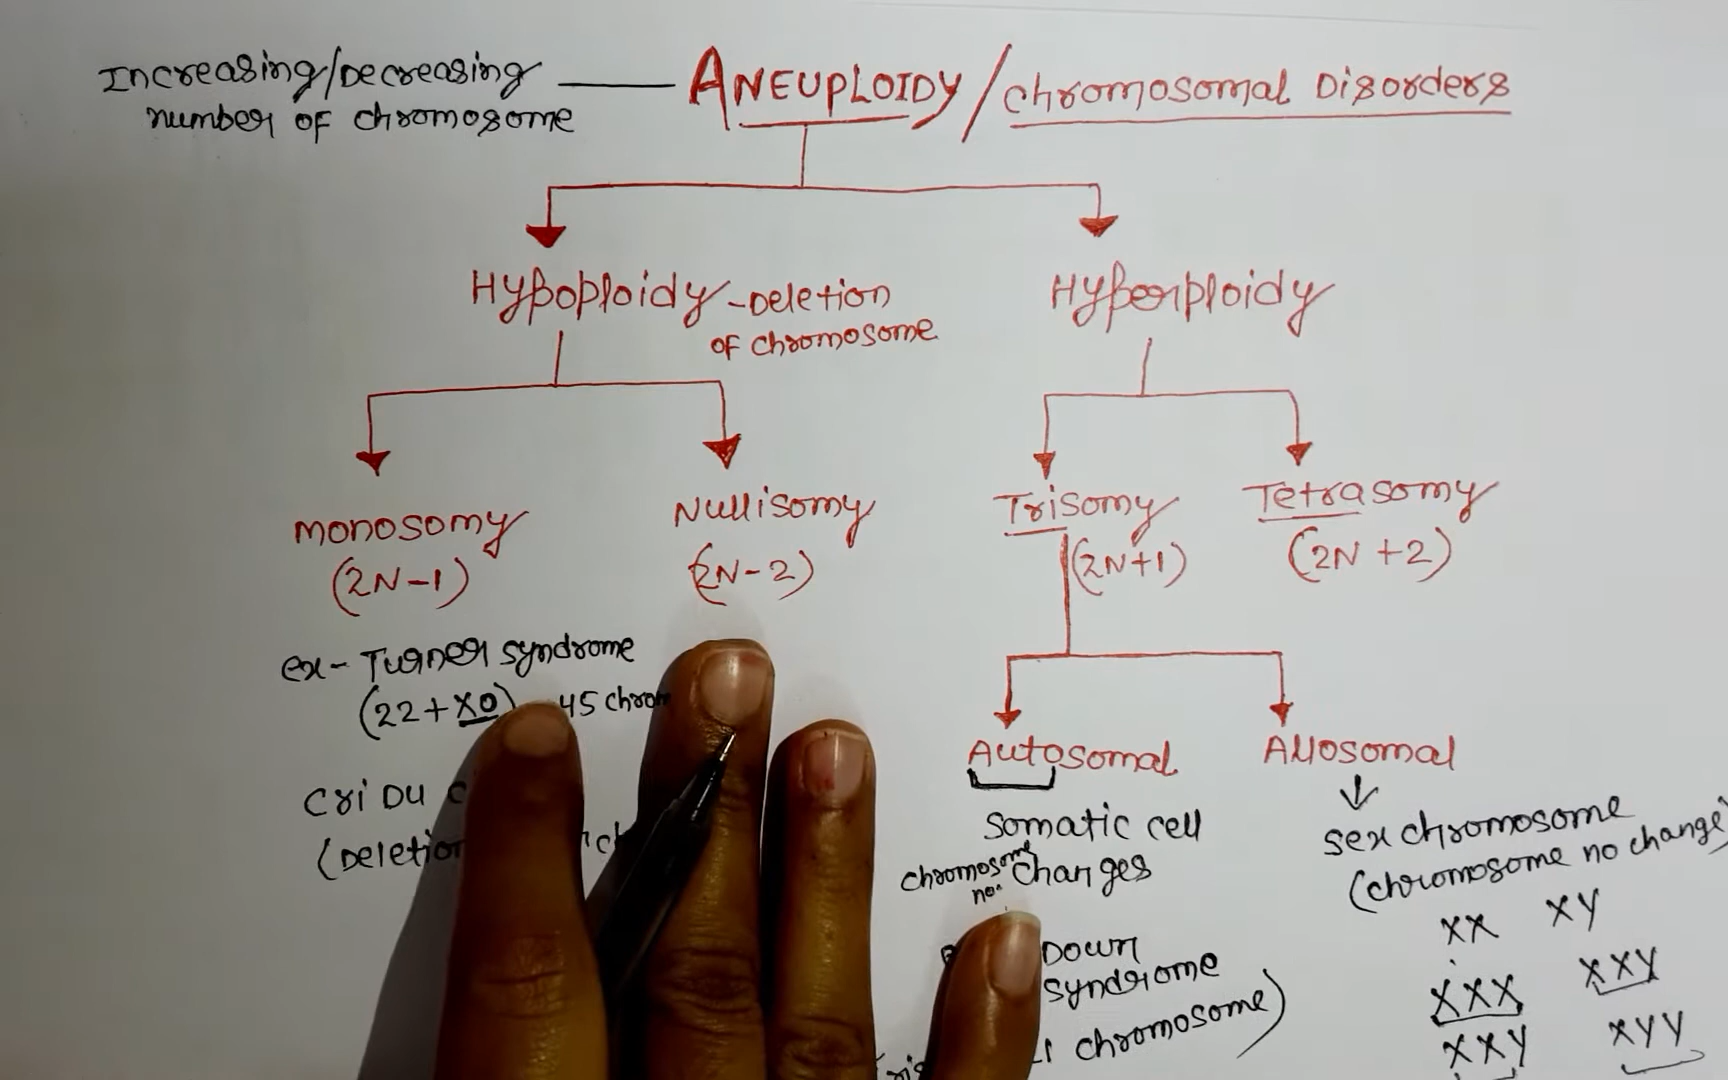 Increasing/Decreasing
number of chromosome
ANEUPLOIDY / chromosomal Disorders
Hypoploidy - Deletion
of chromosome
Hyperploidy
Monosomy
(2N-1)
Nullisomy
(2N-2)
Trisomy
(2N+1)
Tetrasomy
(2N+2)
ex- Turner syndrome
(22+XO) 45
Cri Du
(Deletion
Autosomal
Somatic cell
chromosome no. changes
Down
syndrome
chromosome)
Allosomal
sex chromosome
(chromosome no change)
XX XY
XXX XXY
XXY XYY